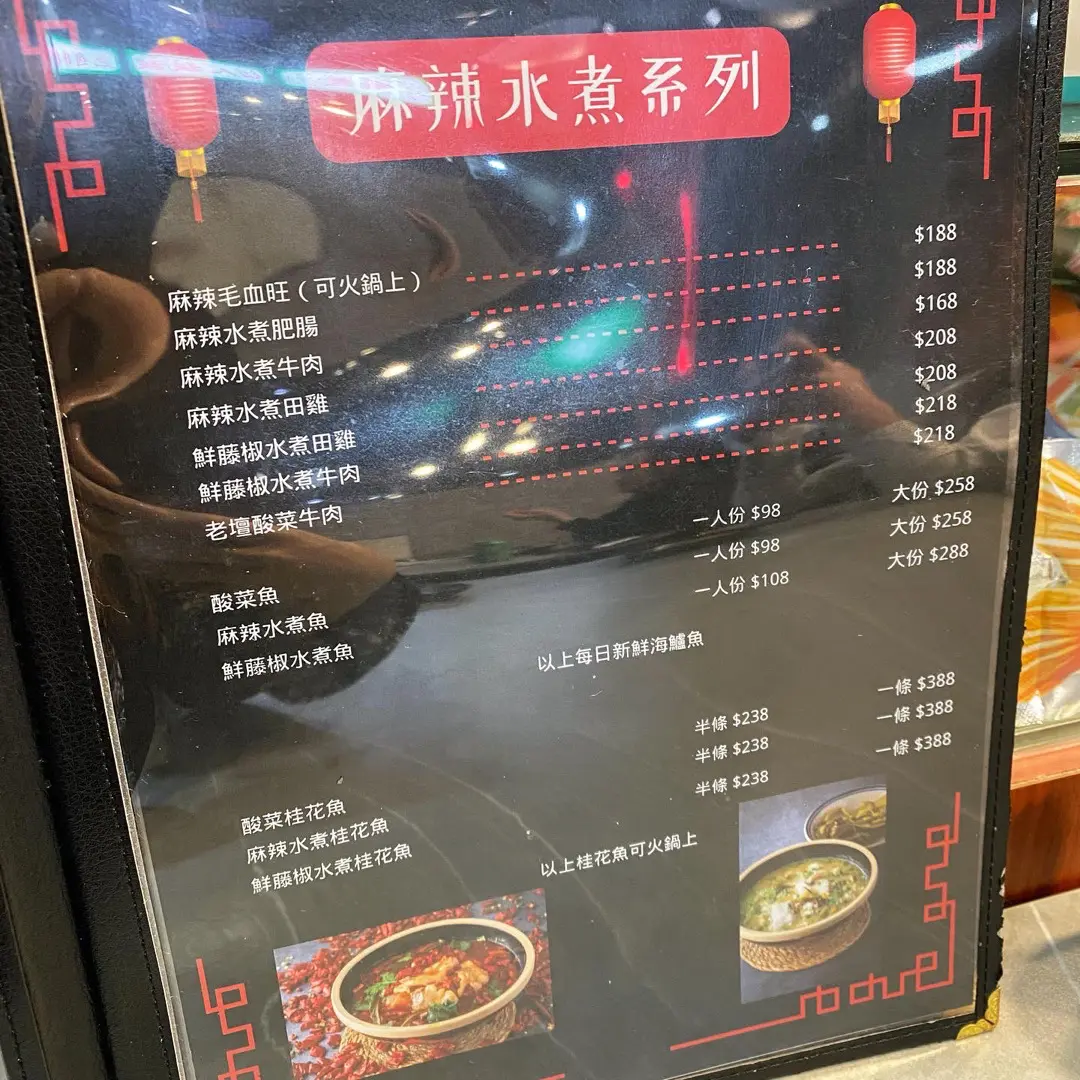 麻辣水煮系列
麻辣毛血旺（可火鍋上） $188
麻辣水煮肥腸 $188
麻辣水煮牛肉 $168
麻辣水煮田雞 $208
鮮藤椒水煮田雞 $208
鮮藤椒水煮牛肉 $218
老壇酸菜牛肉 $218
酸菜魚 一人份 $98 大份 $258
麻辣水煮魚 一人份 $98 大份 $258
鮮藤椒水煮魚 一人份 $108 大份 $288
以上每日新鮮海鱸魚
酸菜桂花魚 半條 $238 一條 $388
麻辣水煮桂花魚 半條 $238 一條 $388
鮮藤椒水煮桂花魚 半條 $238 一條 $388
以上桂花魚可火鍋上